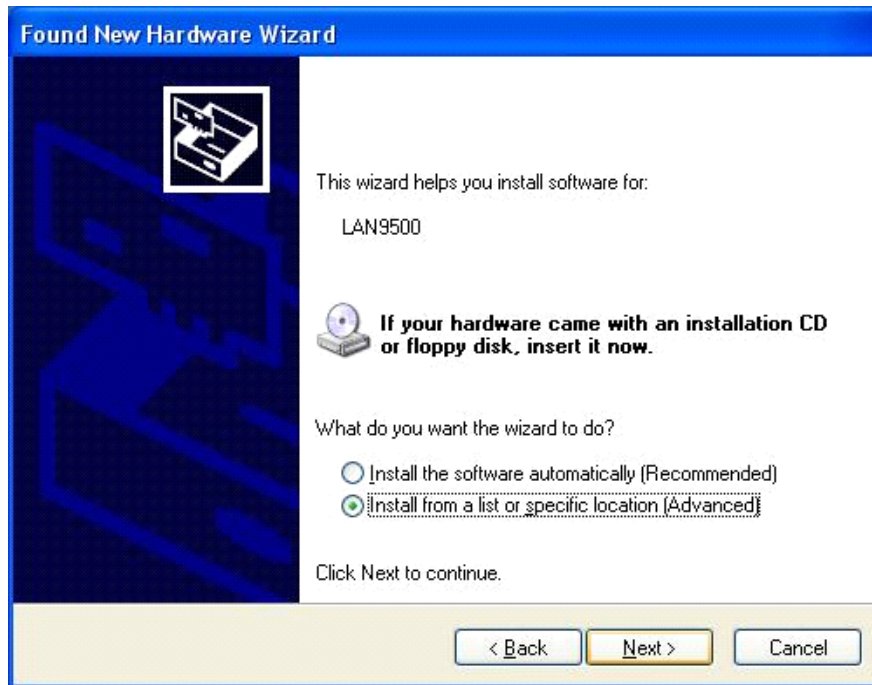 Found New Hardware Wizard
This wizard helps you install software for:
LAN9500
If your hardware came with an installation CD
or floppy disk, insert it now.
What do you want the wizard to do?
Install the software automatically (Recommended)
Install from a list or specific location (Advanced)
Click Next to continue.
< Back Next > Cancel